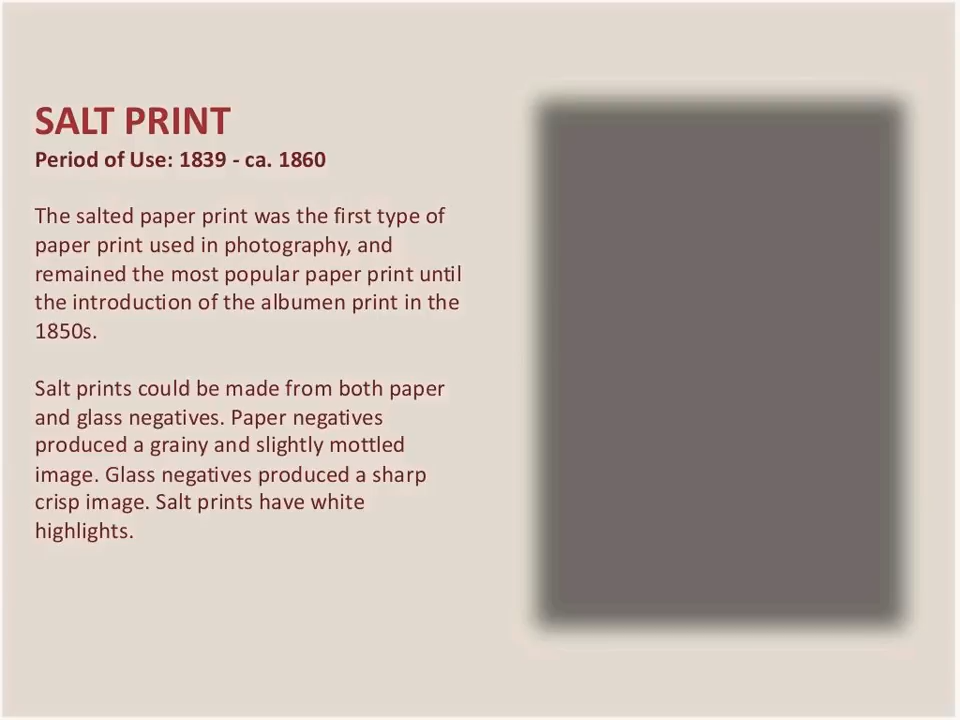 SALT PRINT
Period of Use: 1839 - ca. 1860
The salted paper print was the first type of
paper print used in photography, and
remained the most popular paper print until
the introduction of the albumen print in the
1850s.
Salt prints could be made from both paper
and glass negatives. Paper negatives
produced a grainy and slightly mottled
image. Glass negatives produced a sharp
crisp image. Salt prints have white
highlights.